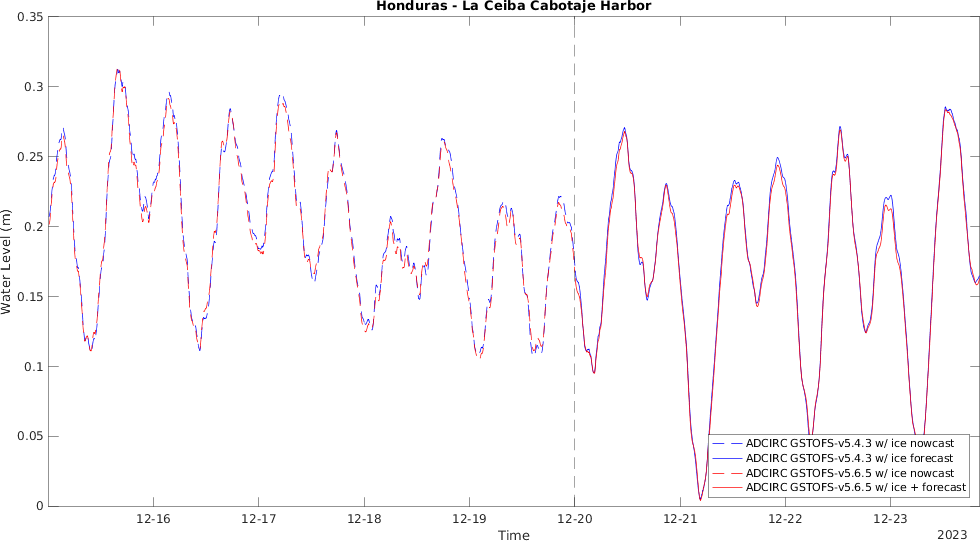 Honduras - La Ceiba Cabotaje Harbor
0.35
0.3
0.25
0.2
0.15
0.1
0.05
0
Water Level (m)
ADCIRC GSTOFS-v5.4.3 w/ ice nowcast
ADCIRC GSTOFS-v5.4.3 w/ ice forecast
ADCIRC GSTOFS-v5.6.5 w/ ice nowcast
ADCIRC GSTOFS-v5.6.5 w/ ice + forecast
12-16
12-17
12-18
12-19
12-20
12-21
12-22
12-23
Time
2023